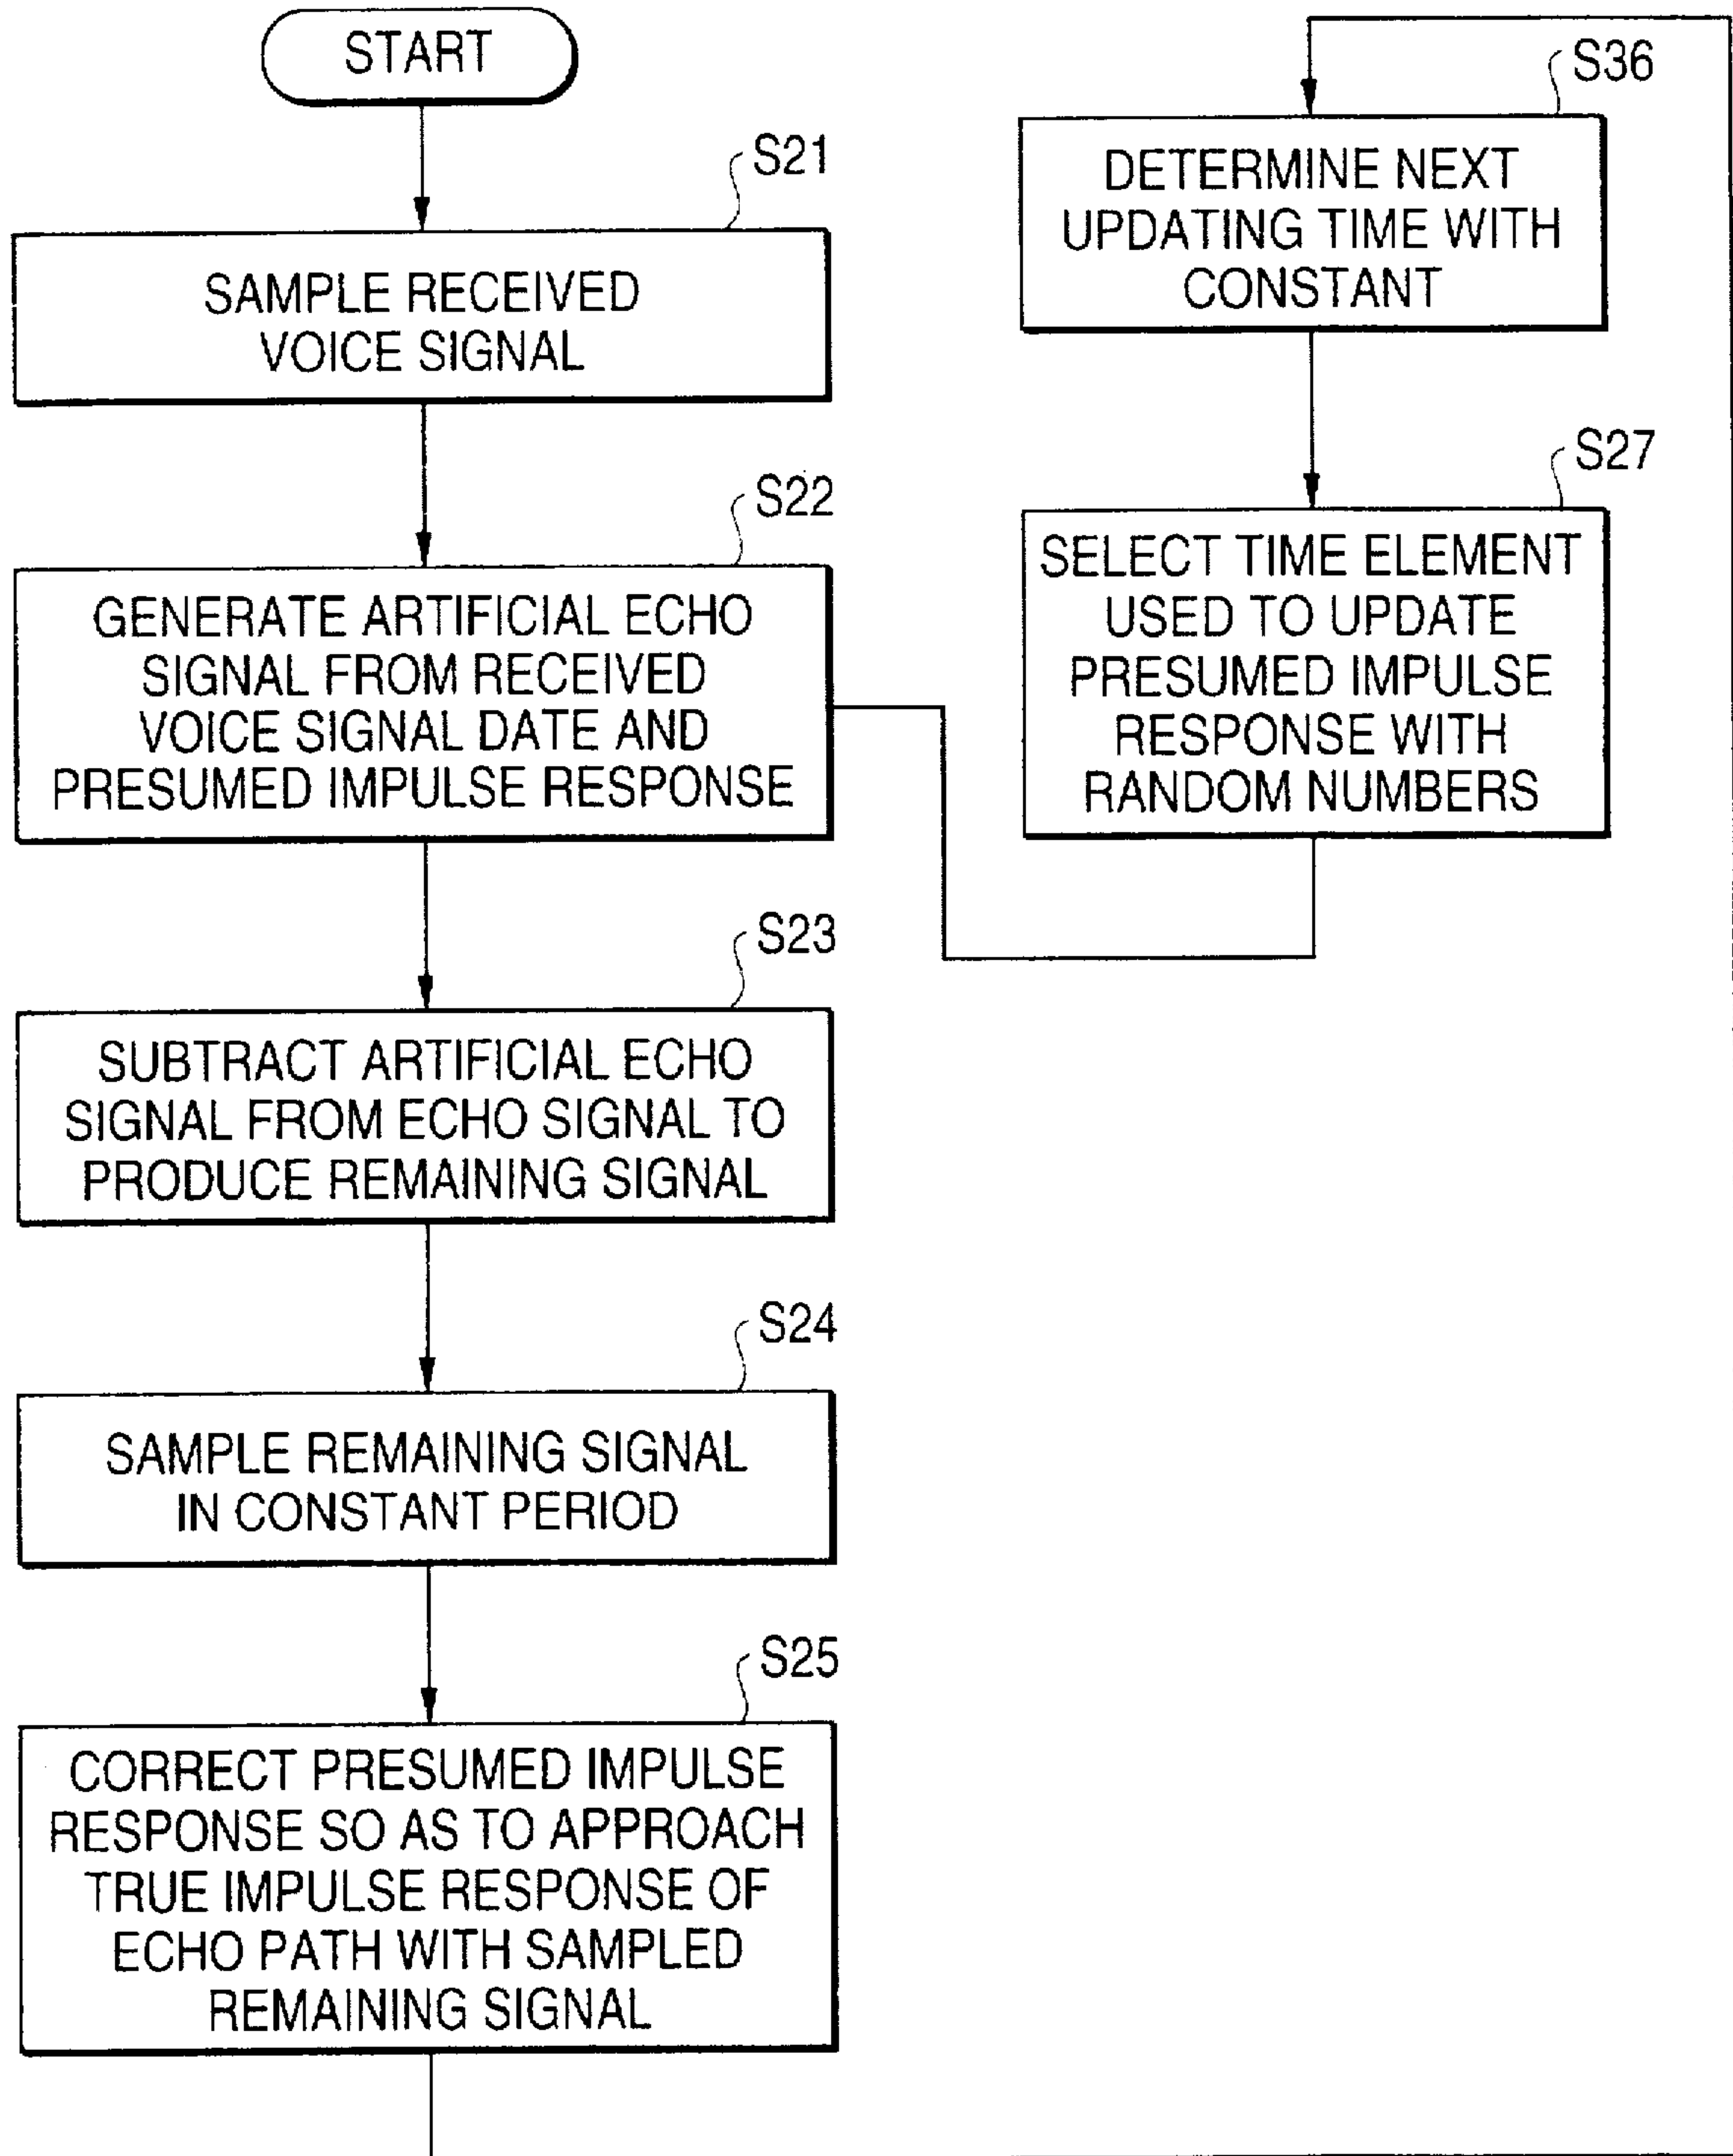 START
S21
SAMPLE RECEIVED
VOICE SIGNAL
S22
GENERATE ARTIFICIAL ECHO
SIGNAL FROM RECEIVED
VOICE SIGNAL DATE AND
PRESUMED IMPULSE RESPONSE
S23
SUBTRACT ARTIFICIAL ECHO
SIGNAL FROM ECHO SIGNAL TO
PRODUCE REMAINING SIGNAL
S24
SAMPLE REMAINING SIGNAL
IN CONSTANT PERIOD
S25
CORRECT PRESUMED IMPULSE
RESPONSE SO AS TO APPROACH
TRUE IMPULSE RESPONSE OF
ECHO PATH WITH SAMPLED
REMAINING SIGNAL
S36
DETERMINE NEXT
UPDATING TIME WITH
CONSTANT
S27
SELECT TIME ELEMENT
USED TO UPDATE
PRESUMED IMPULSE
RESPONSE WITH
RANDOM NUMBERS